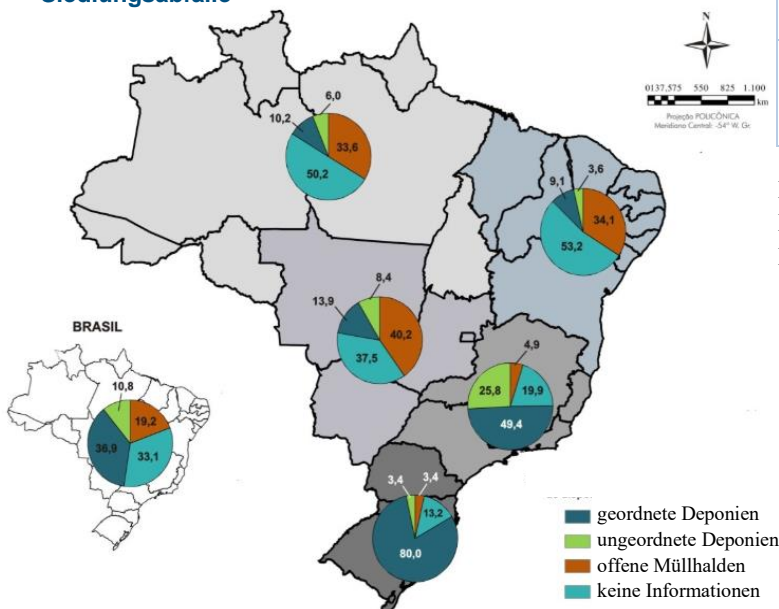 Siedlungsabfälle
N
0137,575 550 825 1.100
km
Projeção POLICÔNICA
Meridiano Central: -54° W. Gr.
6,0
10,2
33,6
50,2
3,6
9,1
34,1
53,2
8,4
13,9
40,2
37,5
4,9
25,8
19,9
49,4
BRASIL
10,8
19,2
36,9
33,1
3,4 3,4
13,2
80,0
geordnete Deponien
ungeordnete Deponien
offene Müllhalden
keine Informationen